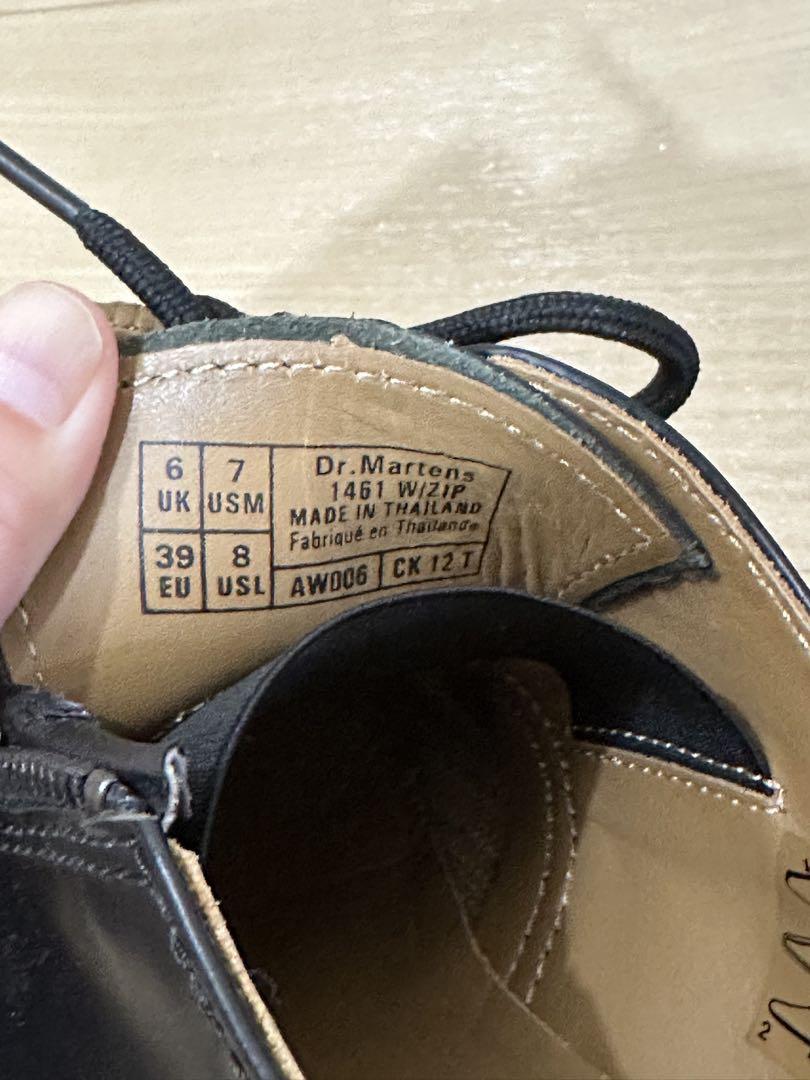 6 UK
7 USM
39 EU
8 USL
Dr.Martens
1461 W/ZIP
MADE IN THAILAND
Fabriqué en Thaïlande
AW006
CK 12 T
2